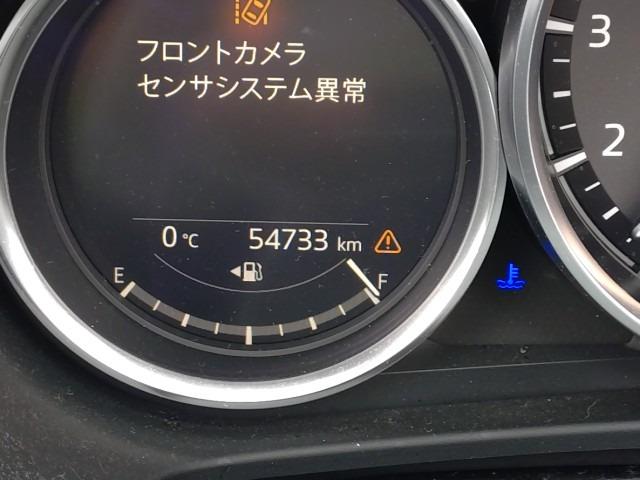 フロントカメラ
センサシステム異常
0℃ 54733 km
E F
3
2